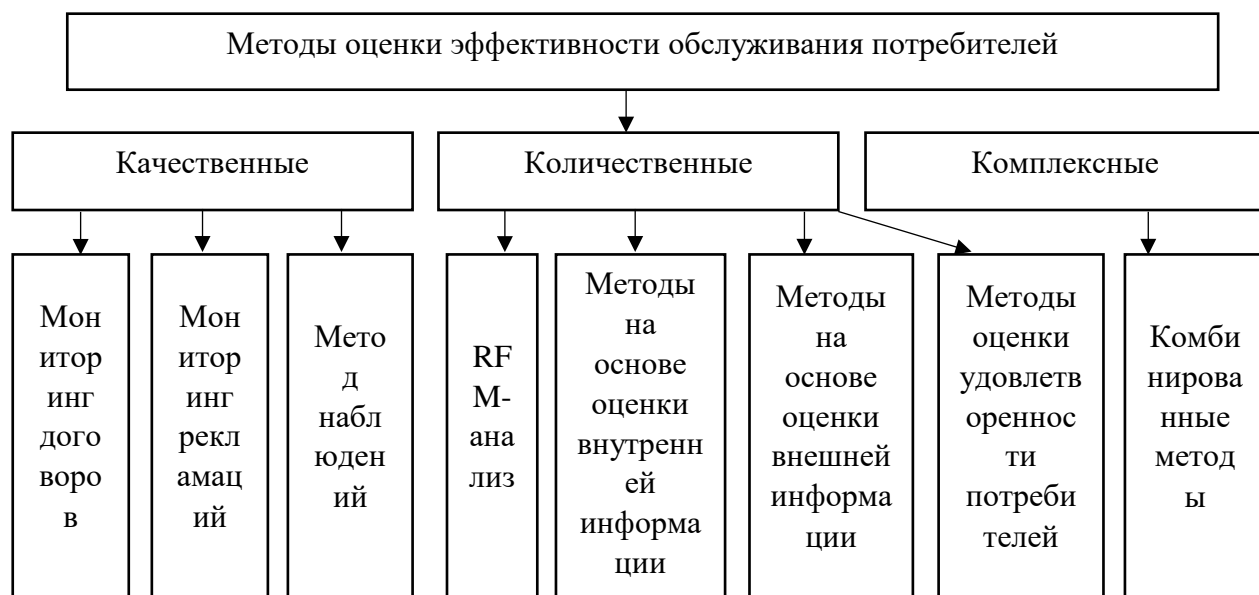 Методы оценки эффективности обслуживания потребителей
Качественные
Количественные
Комплексные
Мон
итор
инг
дого
воро
в
Мон
итор
инг
рекл
амац
ий
Мето
д
набл
юден
ий
RF
M-
ана
лиз
Методы
на
основе
оценки
внутренн
ей
информа
ции
Методы
на
основе
оценки
внешней
информа
ции
Методы
оценки
удовлетв
оренност
и
потреби
телей
Комби
нирова
нные
метод
ы